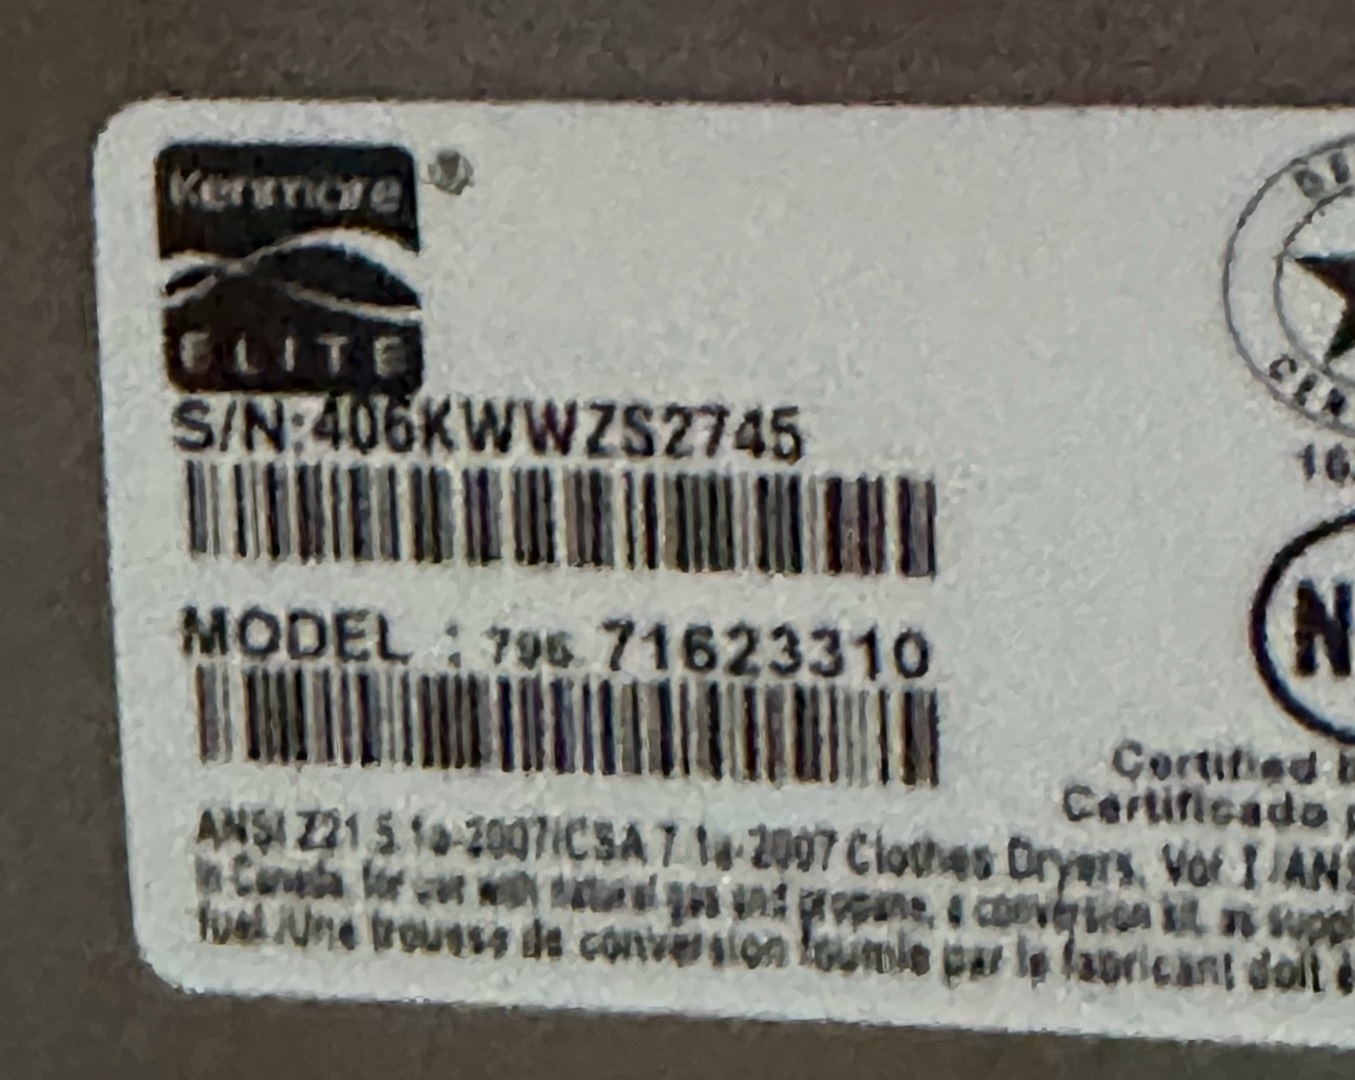 Kenmore
ELITE
S/N:406KWWZS2745
MODEL : 796.71623310
Certified
Certificado
ANSI Z21.5.1a-2007/CSA 7.1a-2007 Clothes Dryers, Vol I /ANS
In Canada, for use with natural gas and propane, a conversion kit, as suppl
fuel./Une trousse de conversion fournie par le fabricant doit